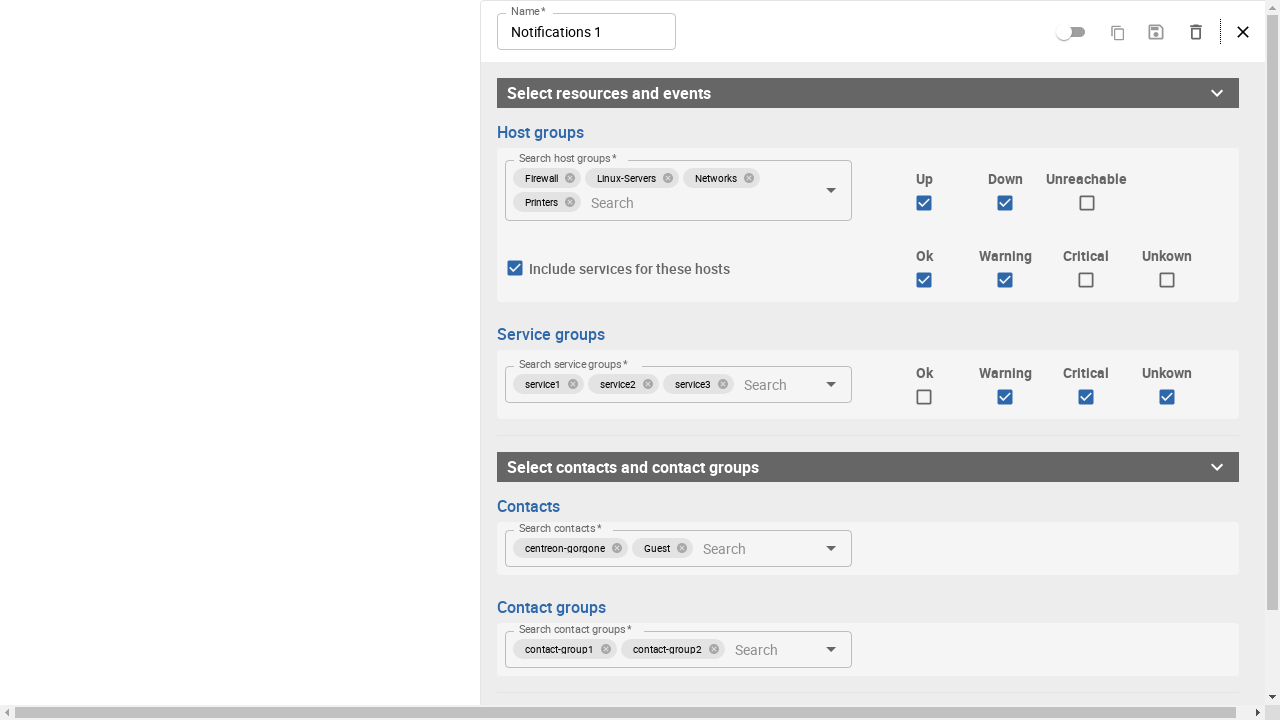 Name *
Notifications 1
Select resources and events
Host groups
Search host groups *
Firewall Linux-Servers Networks
Printers Search
Up Down Unreachable
Include services for these hosts
Ok Warning Critical Unkown
Service groups
Search service groups *
service1 service2 service3 Search
Ok Warning Critical Unkown
Select contacts and contact groups
Contacts
Search contacts *
centreon-gorgone Guest Search
Contact groups
Search contact groups *
contact-group1 contact-group2 Search